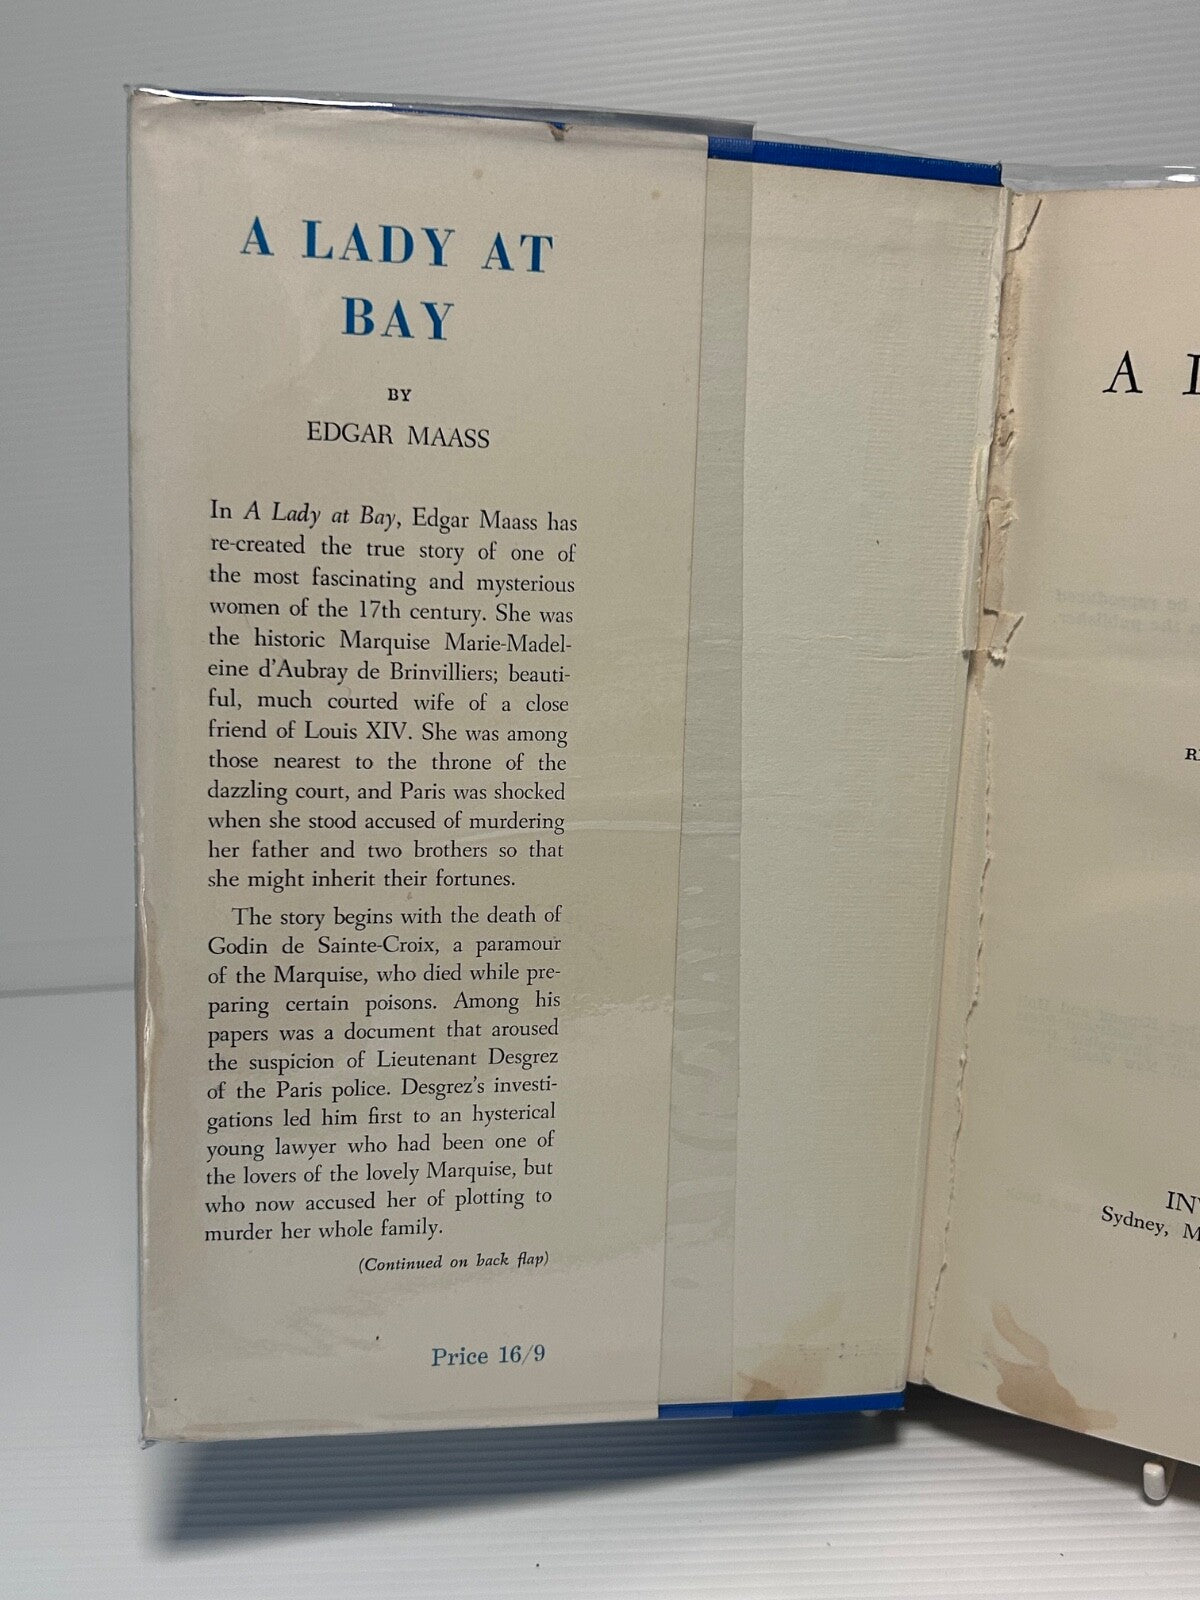 A LADY AT
BAY
BY
EDGAR MAASS
In A Lady at Bay, Edgar Maass has
re-created the true story of one of
the most fascinating and mysterious
women of the 17th century. She was
the historic Marquise Marie-Madel-
eine d'Aubray de Brinvilliers; beauti-
ful, much courted wife of a close
friend of Louis XIV. She was among
those nearest to the throne of the
dazzling court, and Paris was shocked
when she stood accused of murdering
her father and two brothers so that
she might inherit their fortunes.
The story begins with the death of
Godin de Sainte-Croix, a paramour
of the Marquise, who died while pre-
paring certain poisons. Among his
papers was a document that aroused
the suspicion of Lieutenant Desgrez
of the Paris police. Desgrez's investi-
gations led him first to an hysterical
young lawyer who had been one of
the lovers of the lovely Marquise, but
who now accused her of plotting to
murder her whole family.
(Continued on back flap)
Price 16/9
A
Sydney,